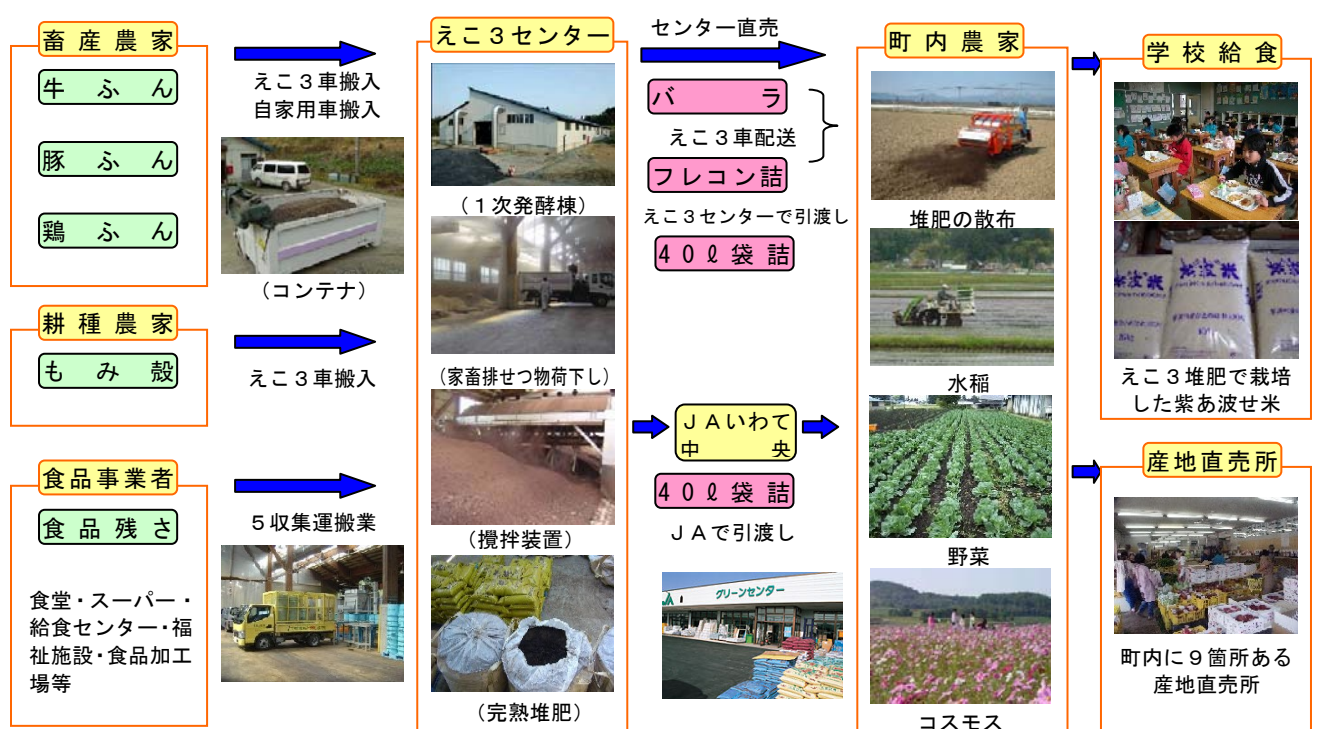 畜産農家
牛ふん
豚ふん
鶏ふん
えこ３車搬入
自家用車搬入
（コンテナ）
耕種農家
もみ殻
えこ３車搬入
食品事業者
食品残さ
食堂・スーパー・
給食センター・福
祉施設・食品加工
場等
５収集運搬業
えこ３センター
（１次発酵棟）
（家畜排せつ物荷下し）
（攪拌装置）
（完熟堆肥）
センター直売
バラ
えこ３車配送
フレコン詰
えこ３センターで引渡し
４０ℓ袋詰
ＪＡいわて
中央
４０ℓ袋詰
ＪＡで引渡し
JA グリーンセンター
町内農家
堆肥の散布
水稲
野菜
コスモス
学校給食
紫波米
えこ３堆肥で栽培
した紫あ波せ米
産地直売所
町内に９箇所ある
産地直売所